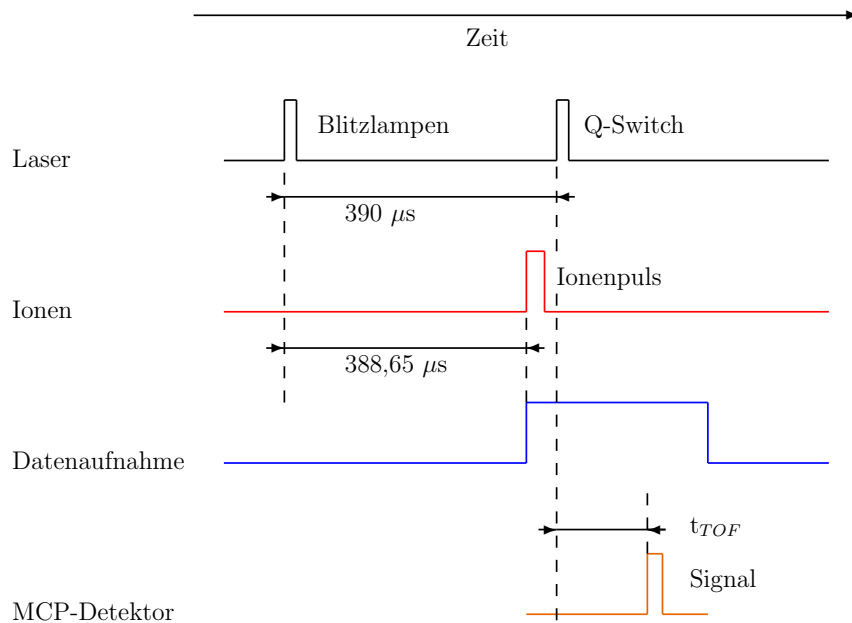 Zeit
Blitzlampen
Q-Switch
Laser
390 μs
Ionenpuls
Ionen
388,65 μs
Datenaufnahme
t_TOF
Signal
MCP-Detektor